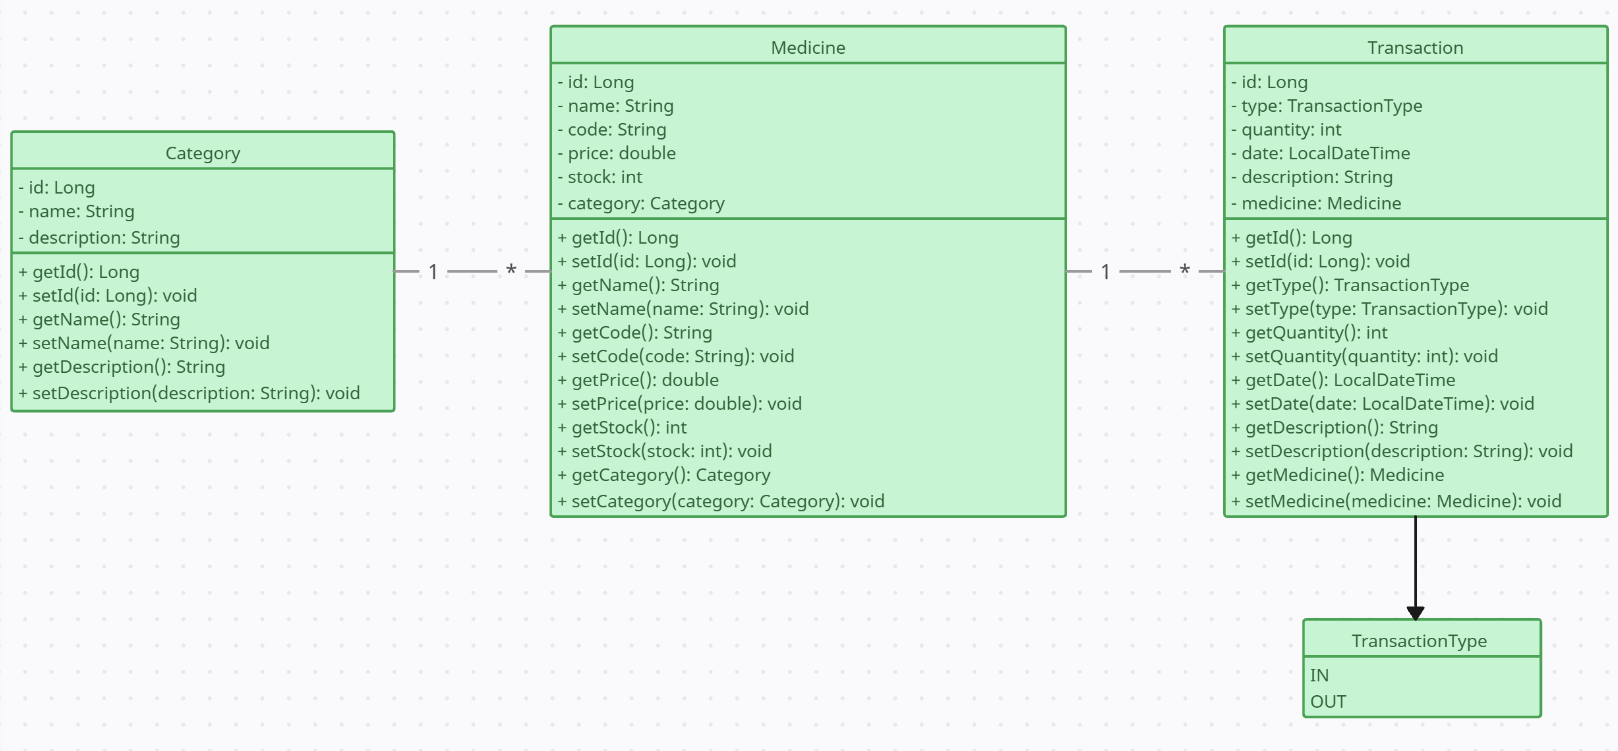 Category
- id: Long
- name: String
- description: String
+ getId(): Long
+ setId(id: Long): void
+ getName(): String
+ setName(name: String): void
+ getDescription(): String
+ setDescription(description: String): void
1
*
Medicine
- id: Long
- name: String
- code: String
- price: double
- stock: int
- category: Category
+ getId(): Long
+ setId(id: Long): void
+ getName(): String
+ setName(name: String): void
+ getCode(): String
+ setCode(code: String): void
+ getPrice(): double
+ setPrice(price: double): void
+ getStock(): int
+ setStock(stock: int): void
+ getCategory(): Category
+ setCategory(category: Category): void
1
*
Transaction
- id: Long
- type: TransactionType
- quantity: int
- date: LocalDateTime
- description: String
- medicine: Medicine
+ getId(): Long
+ setId(id: Long): void
+ getType(): TransactionType
+ setType(type: TransactionType): void
+ getQuantity(): int
+ setQuantity(quantity: int): void
+ getDate(): LocalDateTime
+ setDate(date: LocalDateTime): void
+ getDescription(): String
+ setDescription(description: String): void
+ getMedicine(): Medicine
+ setMedicine(medicine: Medicine): void
TransactionType
IN
OUT